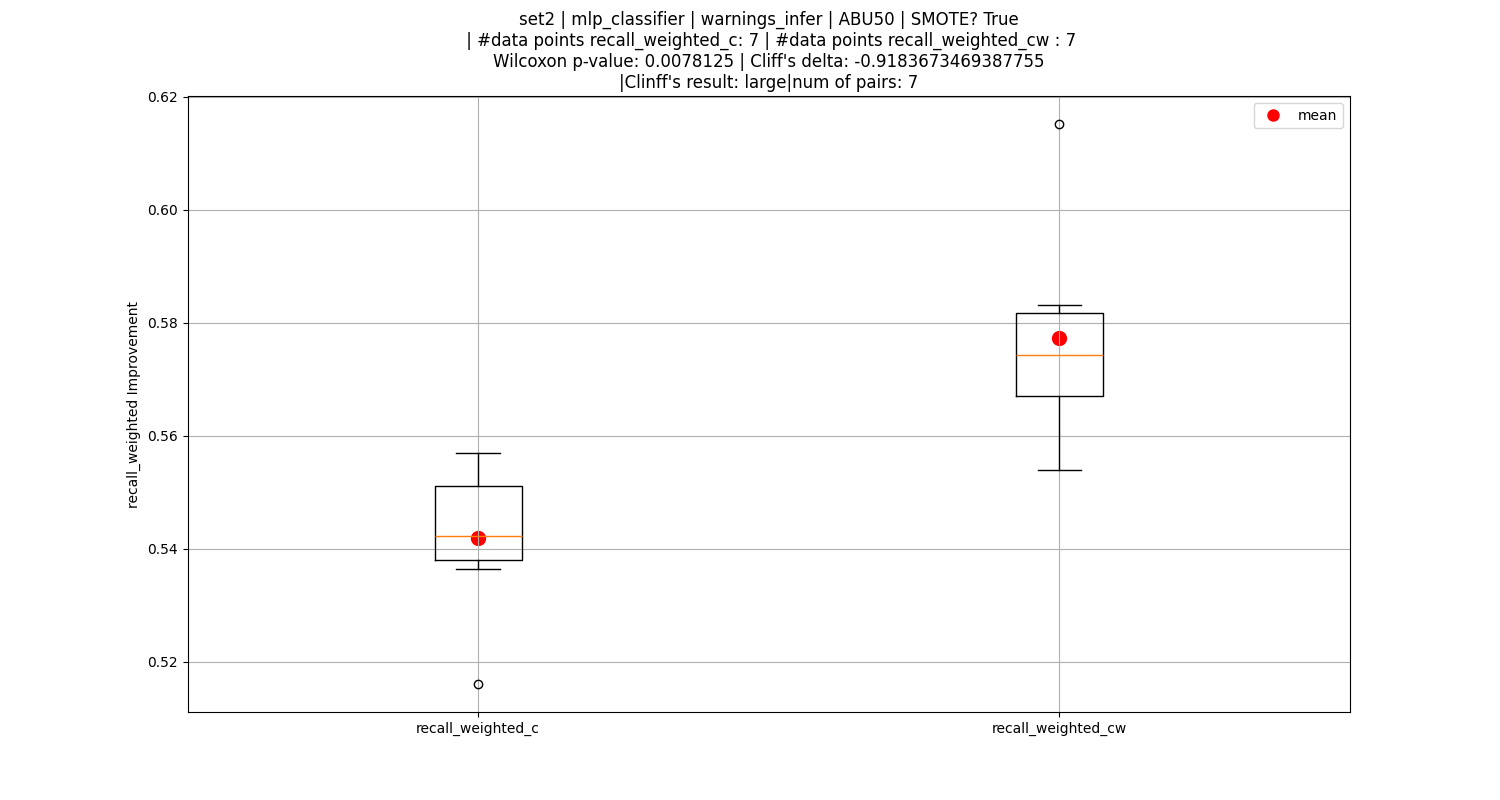 set2 | mlp_classifier | warnings_infer | ABU50 | SMOTE? True
| #data points recall_weighted_c: 7 | #data points recall_weighted_cw : 7
Wilcoxon p-value: 0.0078125 | Cliff's delta: -0.9183673469387755
|Clinff's result: large|num of pairs: 7
0.62
0.60
0.58
0.56
0.54
0.52
recall_weighted Improvement
mean
recall_weighted_c
recall_weighted_cw